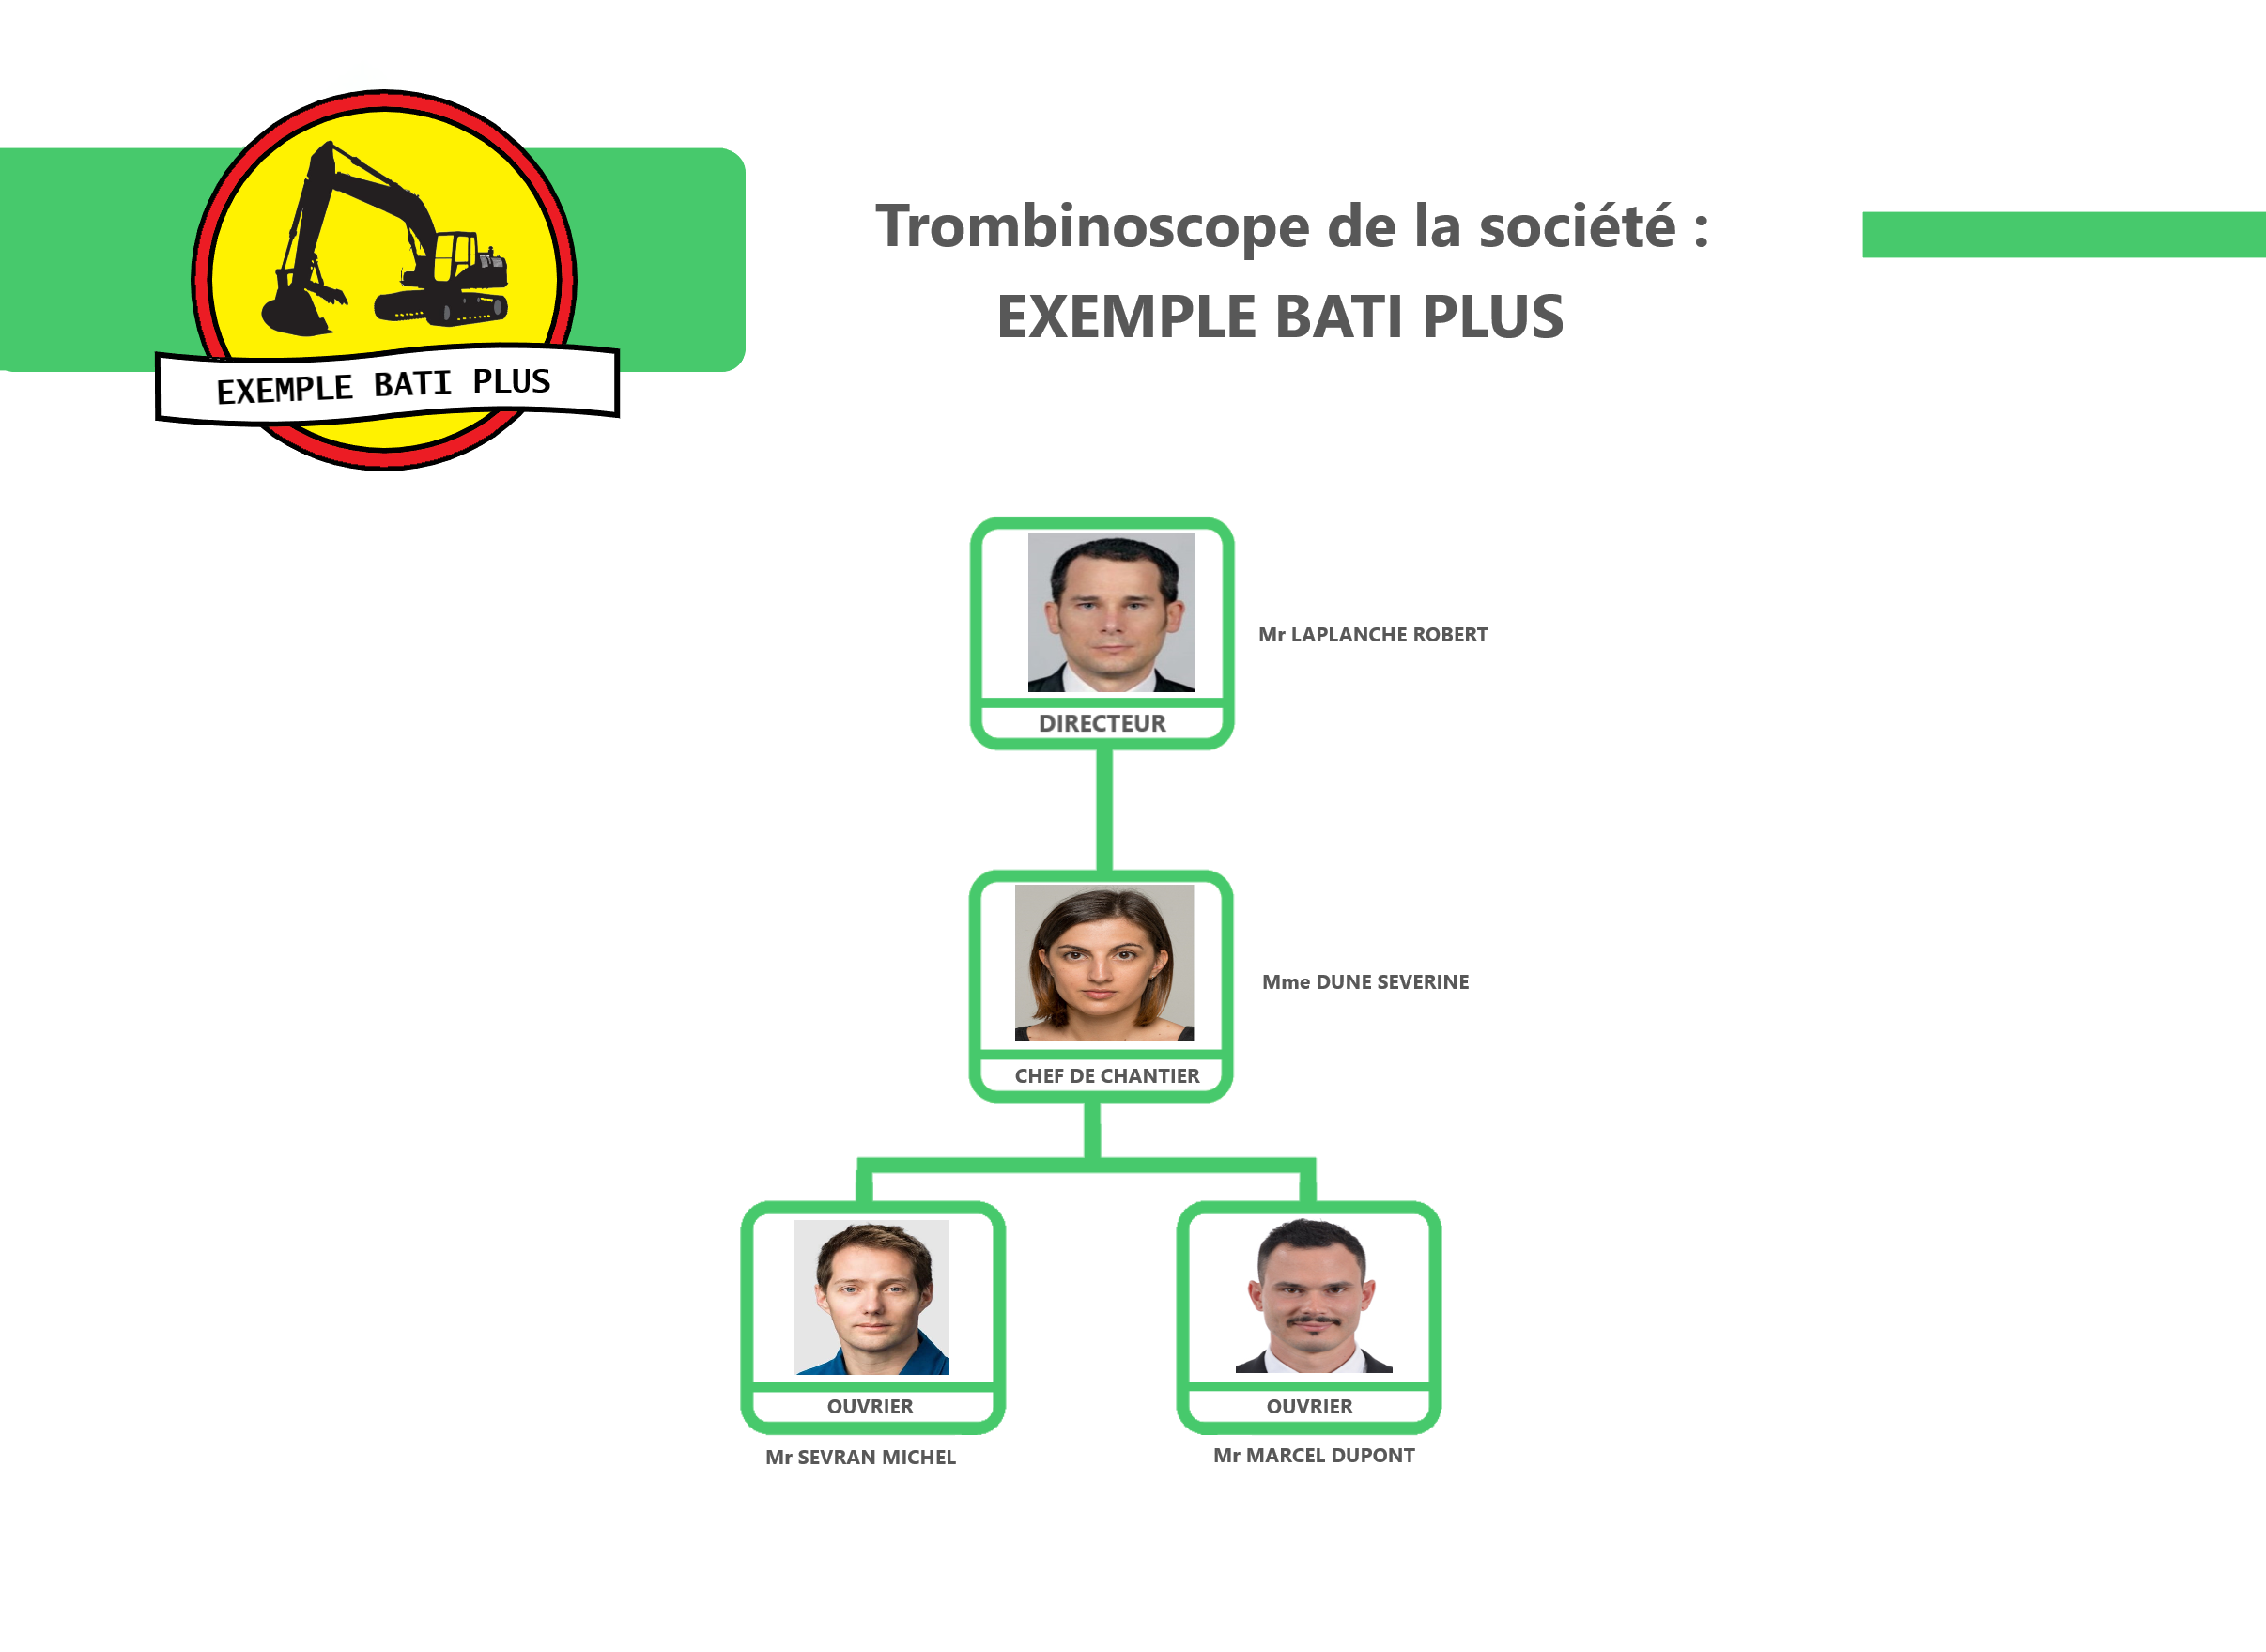 Trombinoscope de la société :
EXEMPLE BATI PLUS
EXEMPLE BATI PLUS
Mr LAPLANCHE ROBERT
DIRECTEUR
Mme DUNE SEVERINE
CHEF DE CHANTIER
OUVRIER
OUVRIER
Mr SEVRAN MICHEL
Mr MARCEL DUPONT